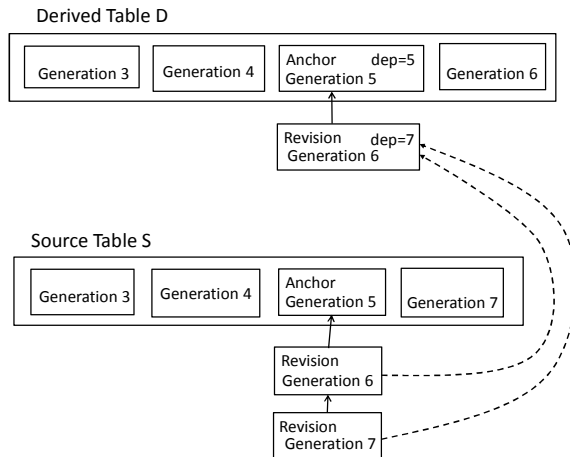 Derived Table D
Generation 3
Generation 4
Anchor dep=5
Generation 5
Generation 6
Revision dep=7
Generation 6
Source Table S
Generation 3
Generation 4
Anchor
Generation 5
Generation 7
Revision
Generation 6
Revision
Generation 7